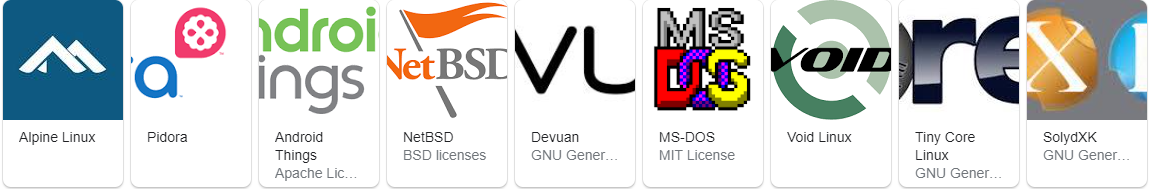 Alpine Linux
a
Pidora
ndroi
ings
Android
Things
Apache Lic...
NetBSD
NetBSD
BSD licenses
VU
Devuan
GNU Gener...
MS
DOS
MS-DOS
MIT License
VOID
Void Linux
ore
Tiny Core
Linux
GNU Gener...
X
SolydXK
GNU Gener...